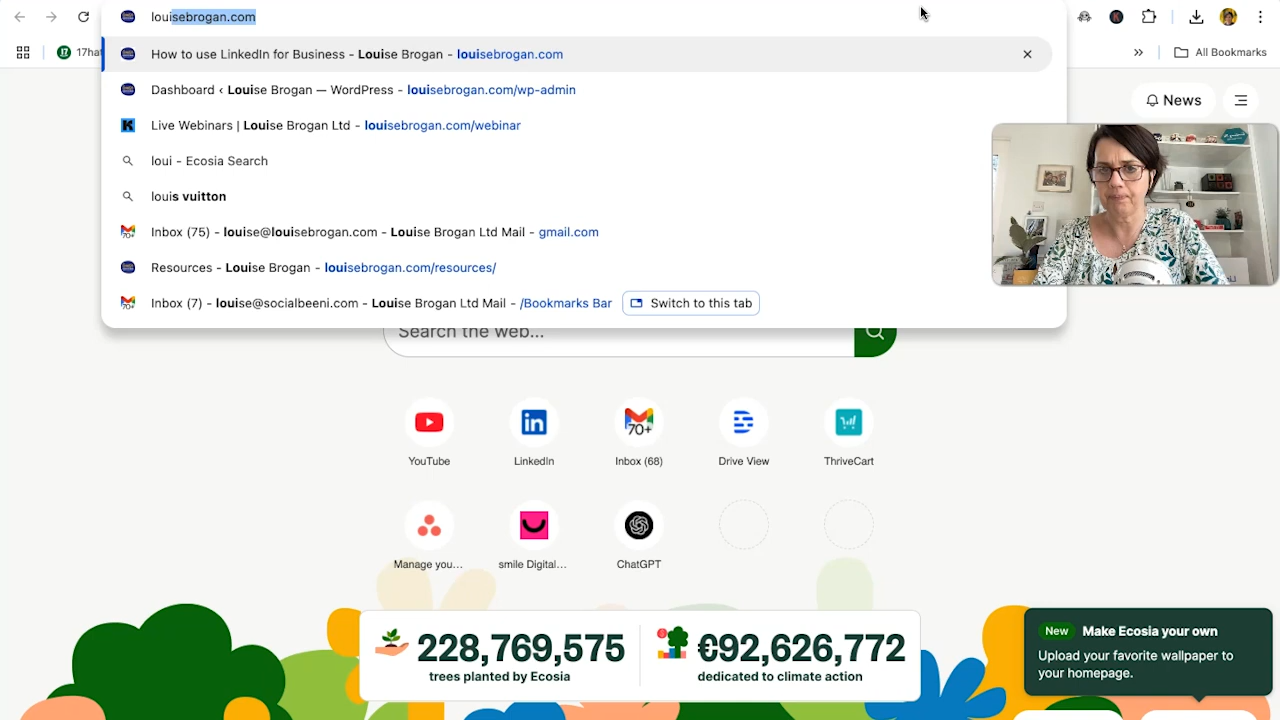 louisebrogan.com
How to use LinkedIn for Business - Louise Brogan - louisebrogan.com
17hat
All Bookmarks
Dashboard ‹ Louise Brogan — WordPress - louisebrogan.com/wp-admin
News
Live Webinars | Louise Brogan Ltd - louisebrogan.com/webinar
loui - Ecosia Search
louis vuitton
Inbox (75) - louise@louisebrogan.com - Louise Brogan Ltd Mail - gmail.com
Resources - Louise Brogan - louisebrogan.com/resources/
Inbox (7) - louise@socialbeeni.com - Louise Brogan Ltd Mail - /Bookmarks Bar
Switch to this tab
Search the web...
70+
YouTube
LinkedIn
Inbox (68)
Drive View
ThriveCart
Manage you...
smile Digital...
ChatGPT
228,769,575
trees planted by Ecosia
€92,626,772
dedicated to climate action
New Make Ecosia your own
Upload your favorite wallpaper to
your homepage.